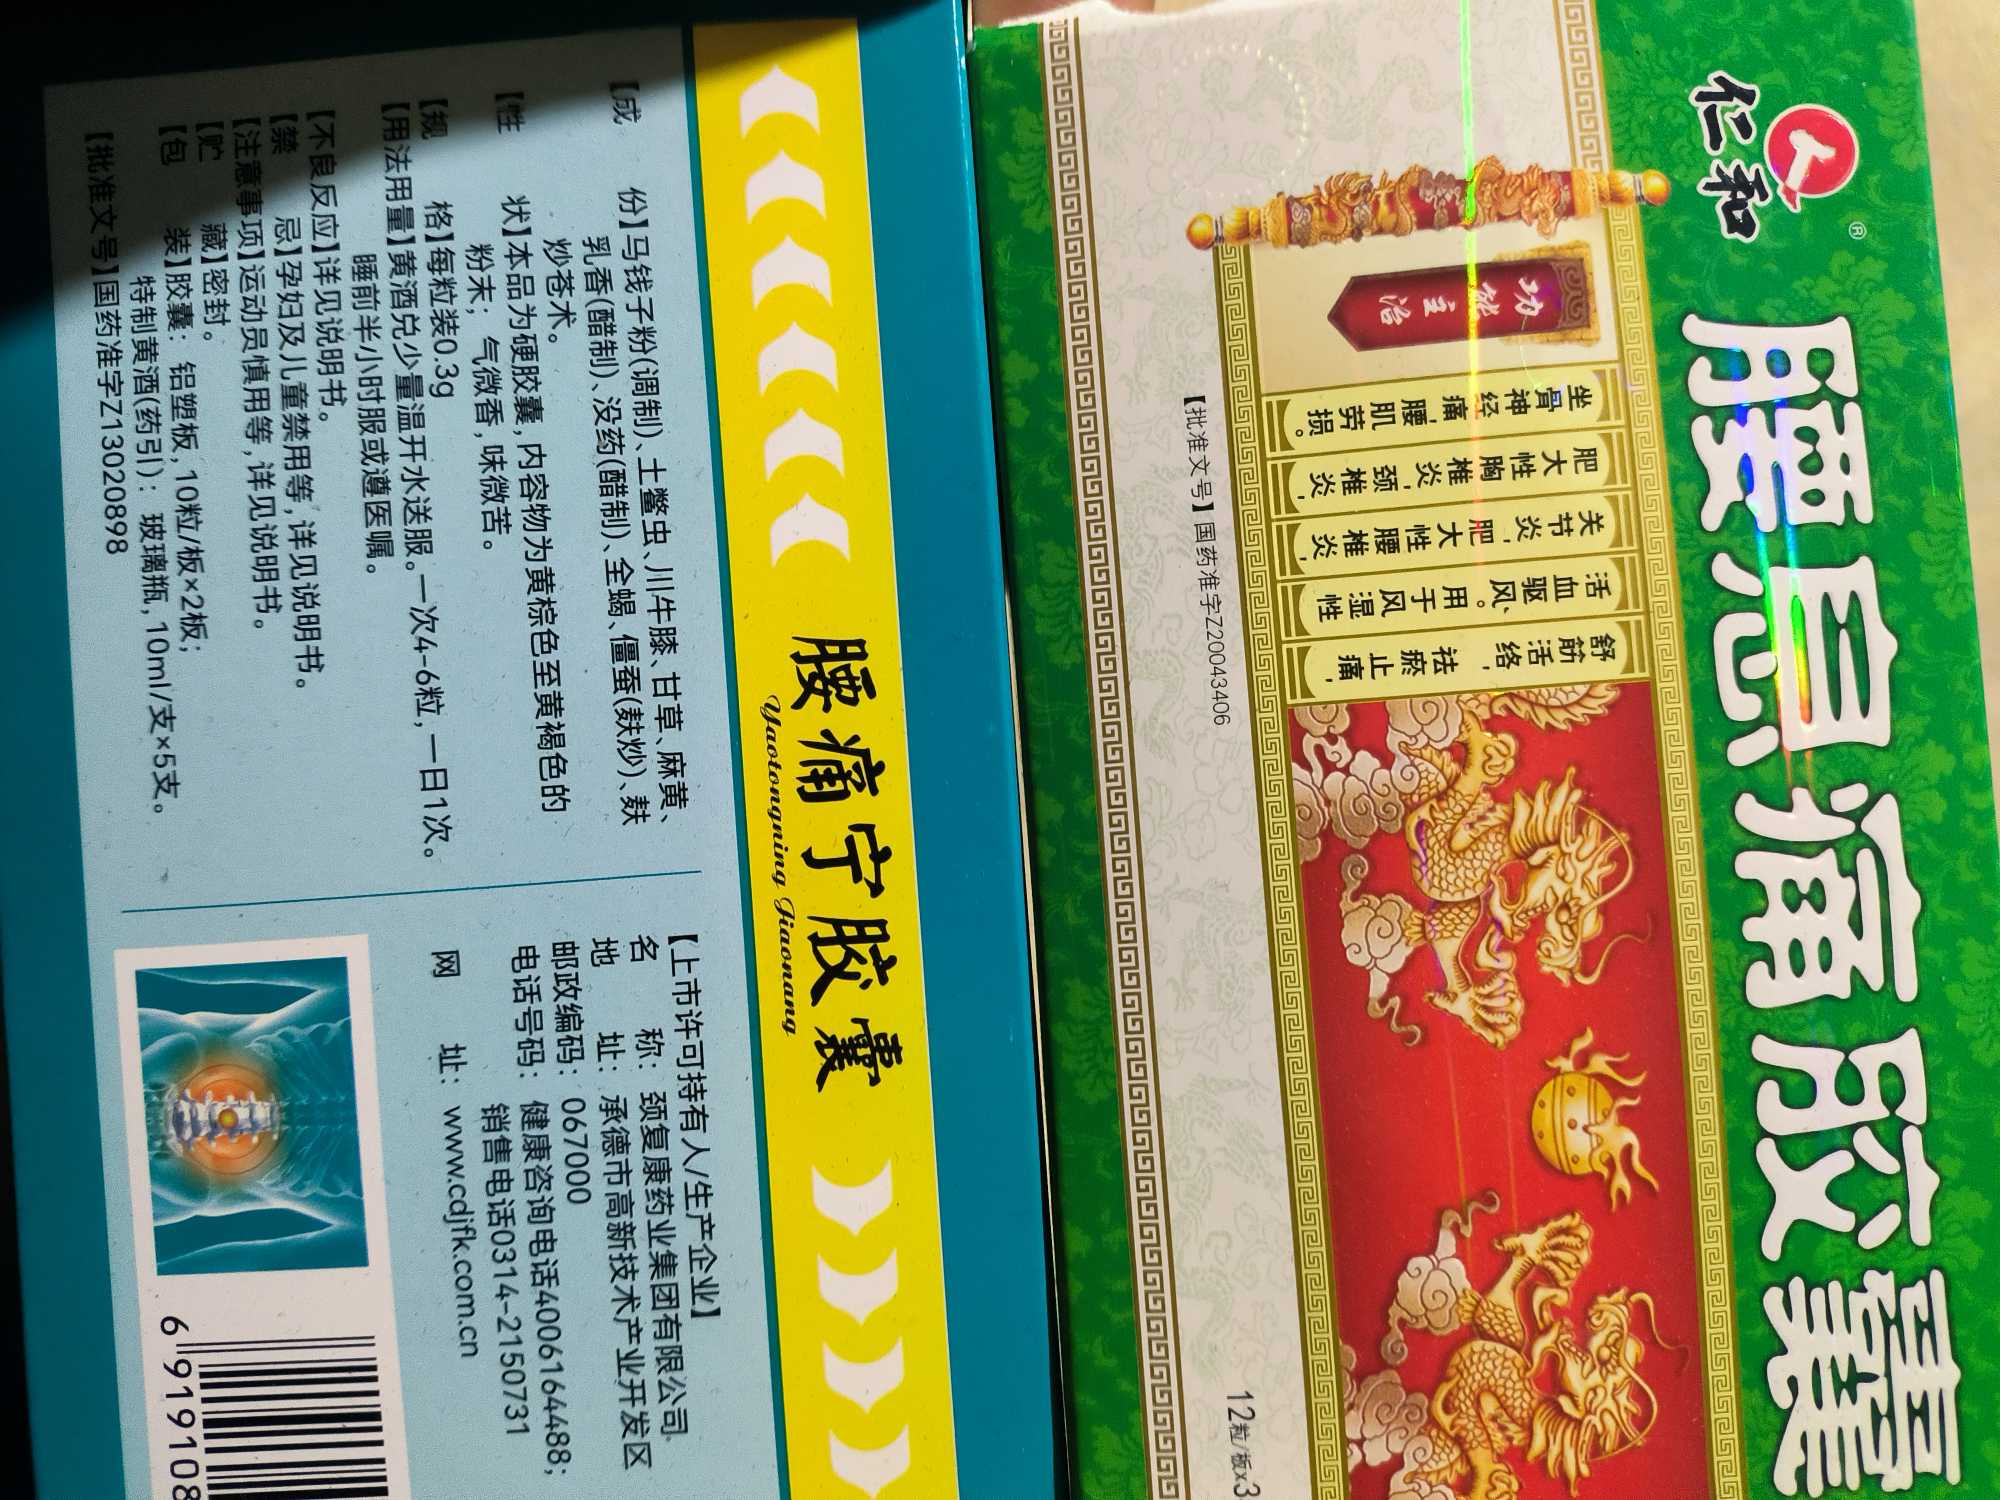 仁和
®
腰息痛胶囊
功能主治
舒筋活络，祛瘀止痛，
活血驱风、用于风湿性
关节炎，肥大性腰椎炎，
肥大性胸椎炎，颈椎炎，
坐骨神经痛，腰肌劳损。
【批准文号】国药准字Z20043406
12粒/板x3
腰痛宁胶囊
Yaotongning Jiaonang
【成份】马钱子粉(调制)、土鳖虫、川牛膝、甘草、麻黄、
乳香(醋制)、没药(醋制)、全蝎、僵蚕(麸炒)、麸
炒苍术。
【性状】本品为硬胶囊，内容物为黄棕色至黄褐色的
粉末；气微香，味微苦。
【规格】每粒装0.3g
【用法用量】黄酒兑少量温开水送服。一次4-6粒，一日1次。
睡前半小时服或遵医嘱。
【不良反应】详见说明书。
【禁忌】孕妇及儿童禁用等，详见说明书。
【注意事项】运动员慎用等，详见说明书。
【贮藏】密封。
【包装】胶囊：铝塑板，10粒/板×2板；
特制黄酒(药引)：玻璃瓶，10ml/支×5支。
【批准文号】国药准字Z13020898
【上市许可持有人/生产企业】
名称：颈复康药业集团有限公司
地址：承德市高新技术产业开发区
邮政编码：067000
电话号码：健康咨询电话4006164488；
销售电话0314-21507​31
网址：www.cdjfk.com.cn
6 919108